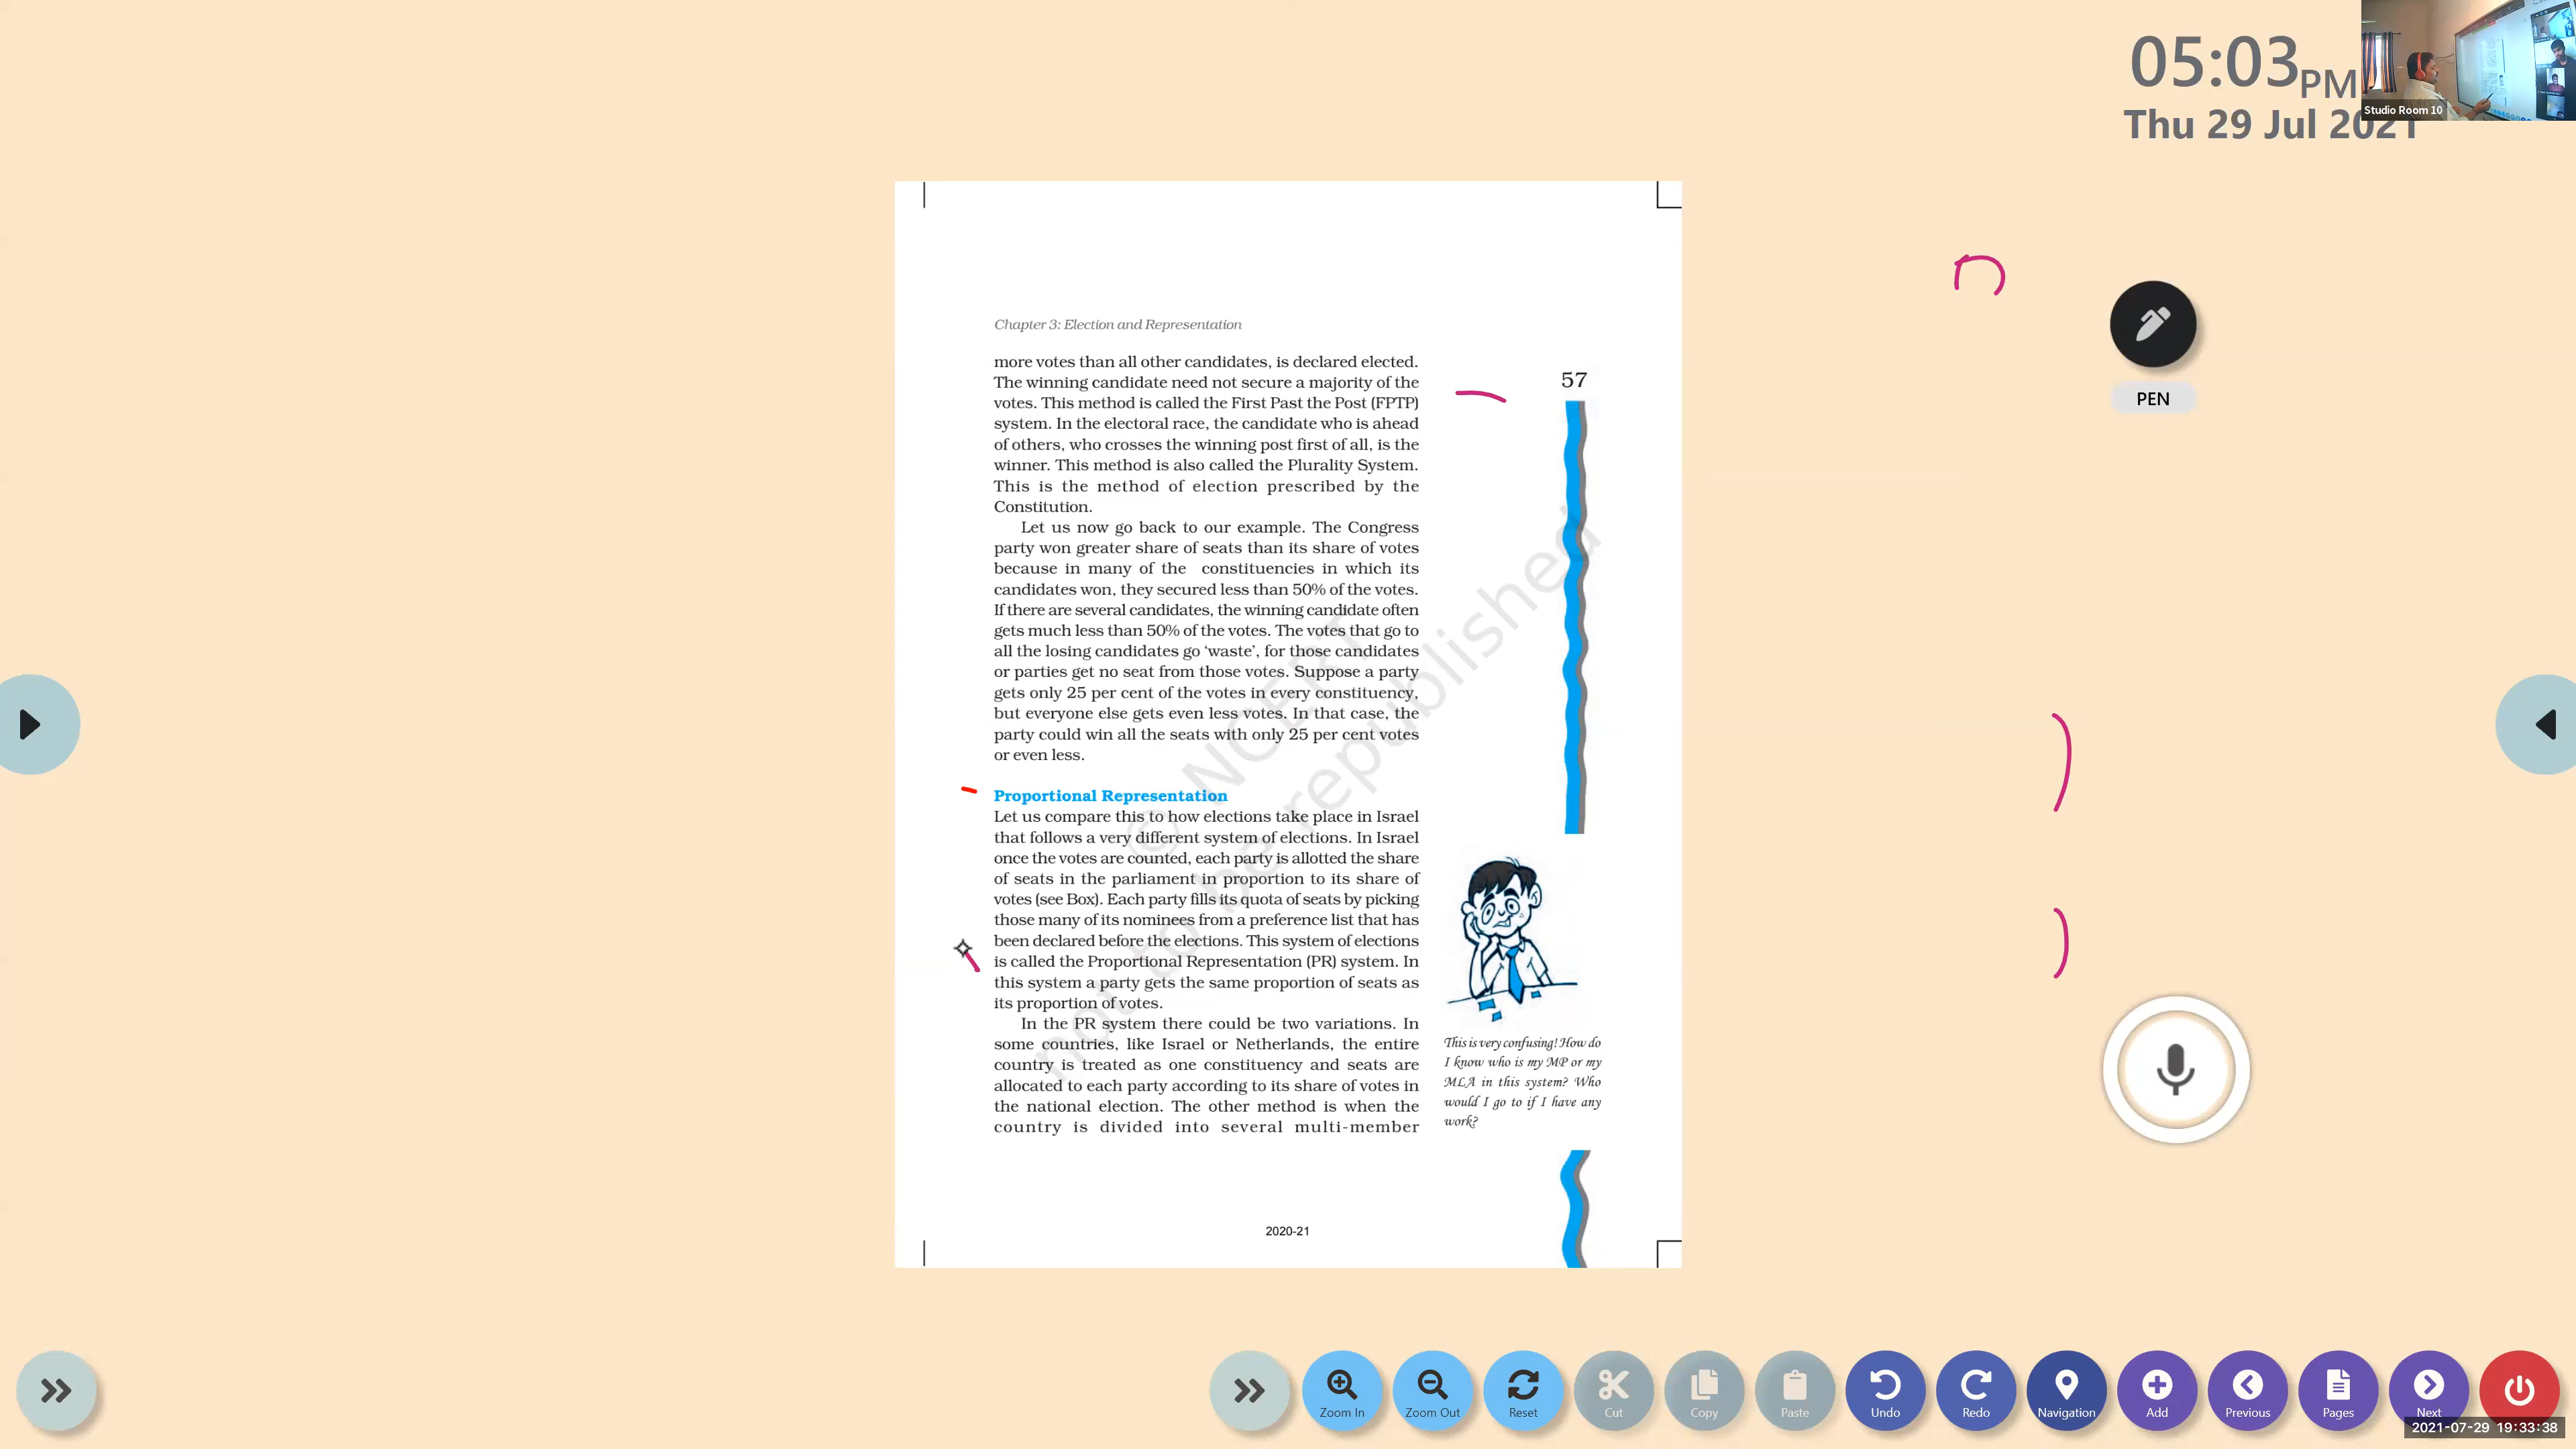 05:03 PM
Studio Room 10
Thu 29 Jul 2021
Chapter 3: Election and Representation
more votes than all other candidates, is declared elected.
The winning candidate need not secure a majority of the
votes. This method is called the First Past the Post (FPTP)
system. In the electoral race, the candidate who is ahead
of others, who crosses the winning post first of all, is the
winner. This method is also called the Plurality System.
This is the method of election prescribed by the
Constitution.
Let us now go back to our example. The Congress
party won greater share of seats than its share of votes
because in many of the constituencies in which its
candidates won, they secured less than 50% of the votes.
If there are several candidates, the winning candidate often
gets much less than 50% of the votes. The votes that go to
all the losing candidates go ‘waste’, for those candidates
or parties get no seat from those votes. Suppose a party
gets only 25 per cent of the votes in every constituency,
but everyone else gets even less votes. In that case, the
party could win all the seats with only 25 per cent votes
or even less.
Proportional Representation
Let us compare this to how elections take place in Israel
that follows a very different system of elections. In Israel
once the votes are counted, each party is allotted the share
of seats in the parliament in proportion to its share of
votes (see Box). Each party fills its quota of seats by picking
those many of its nominees from a preference list that has
been declared before the elections. This system of elections
is called the Proportional Representation (PR) system. In
this system a party gets the same proportion of seats as
its proportion of votes.
In the PR system there could be two variations. In
some countries, like Israel or Netherlands, the entire
country is treated as one constituency and seats are
allocated to each party according to its share of votes in
the national election. The other method is when the
country is divided into several multi-member
57
This is very confusing! How do
I know who is my MP or my
MLA in this system? Who
would I go to if I have any
work?
© NCERT
not to be republished
2020-21
PEN
Zoom In
Zoom Out
Reset
Cut
Copy
Paste
Undo
Redo
Navigation
Add
Previous
Pages
Next
2021-07-29 19:33:38